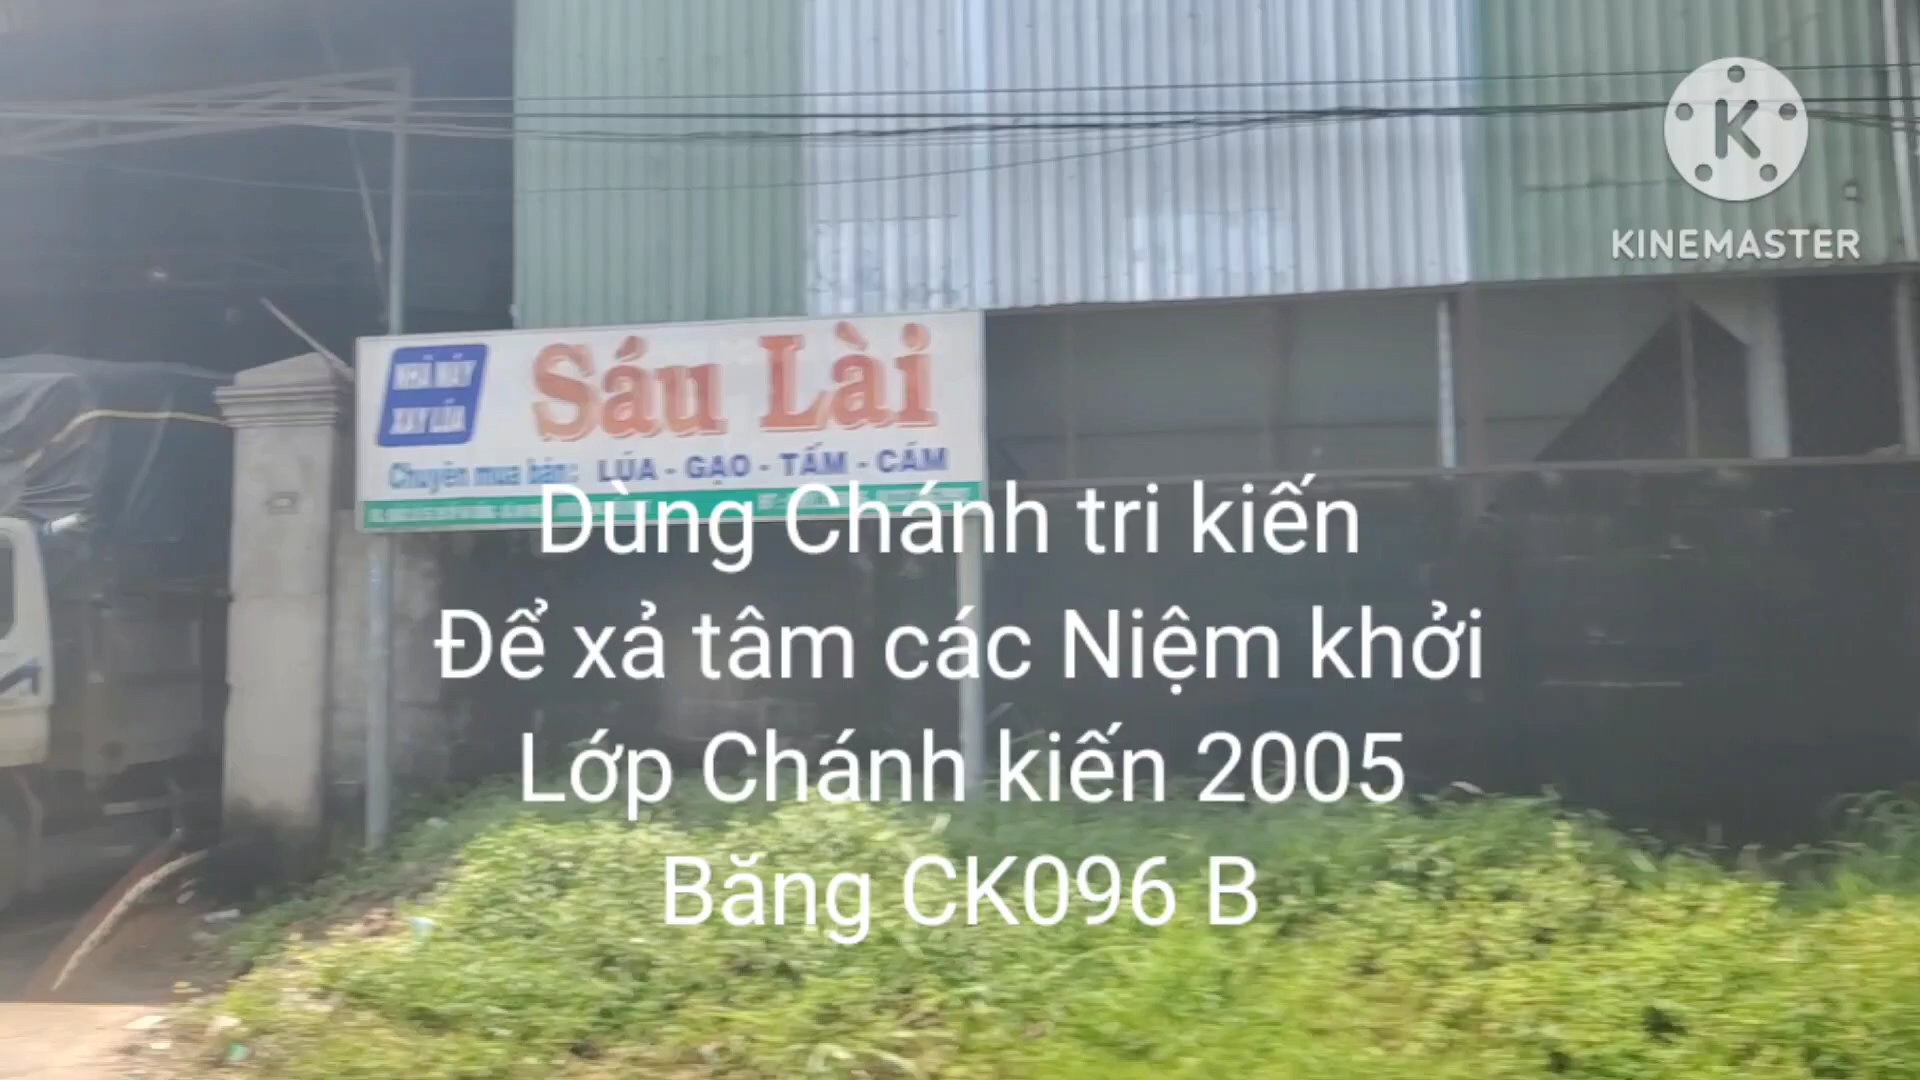 K
KINEMASTER
NHÀ MÁY
XAY LÚA
Sáu Lài
Chuyên mua bán: LÚA - GẠO - TẤM - CÁM
Dùng Chánh tri kiến
Để xả tâm các Niệm khởi
Lớp Chánh kiến 2005
Băng CK096 B